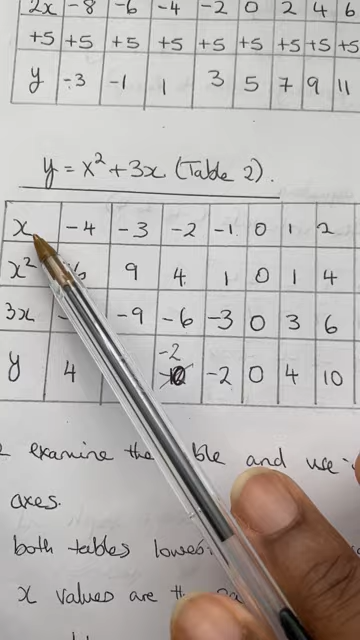 2x -8 -6 -4 -2 0 2 4 6
+5 +5 +5 +5 +5 +5 +5 +5
y -3 -1 1 3 5 7 9 11
y = x² + 3x (Table 2).
x -4 -3 -2 -1 0 1 2
x² 9 4 1 0 1 4
3x -9 -6 -3 0 3 6
-2
y 4 -2 0 4 10
examine the and use
axes.
both tables lowes
x values are the